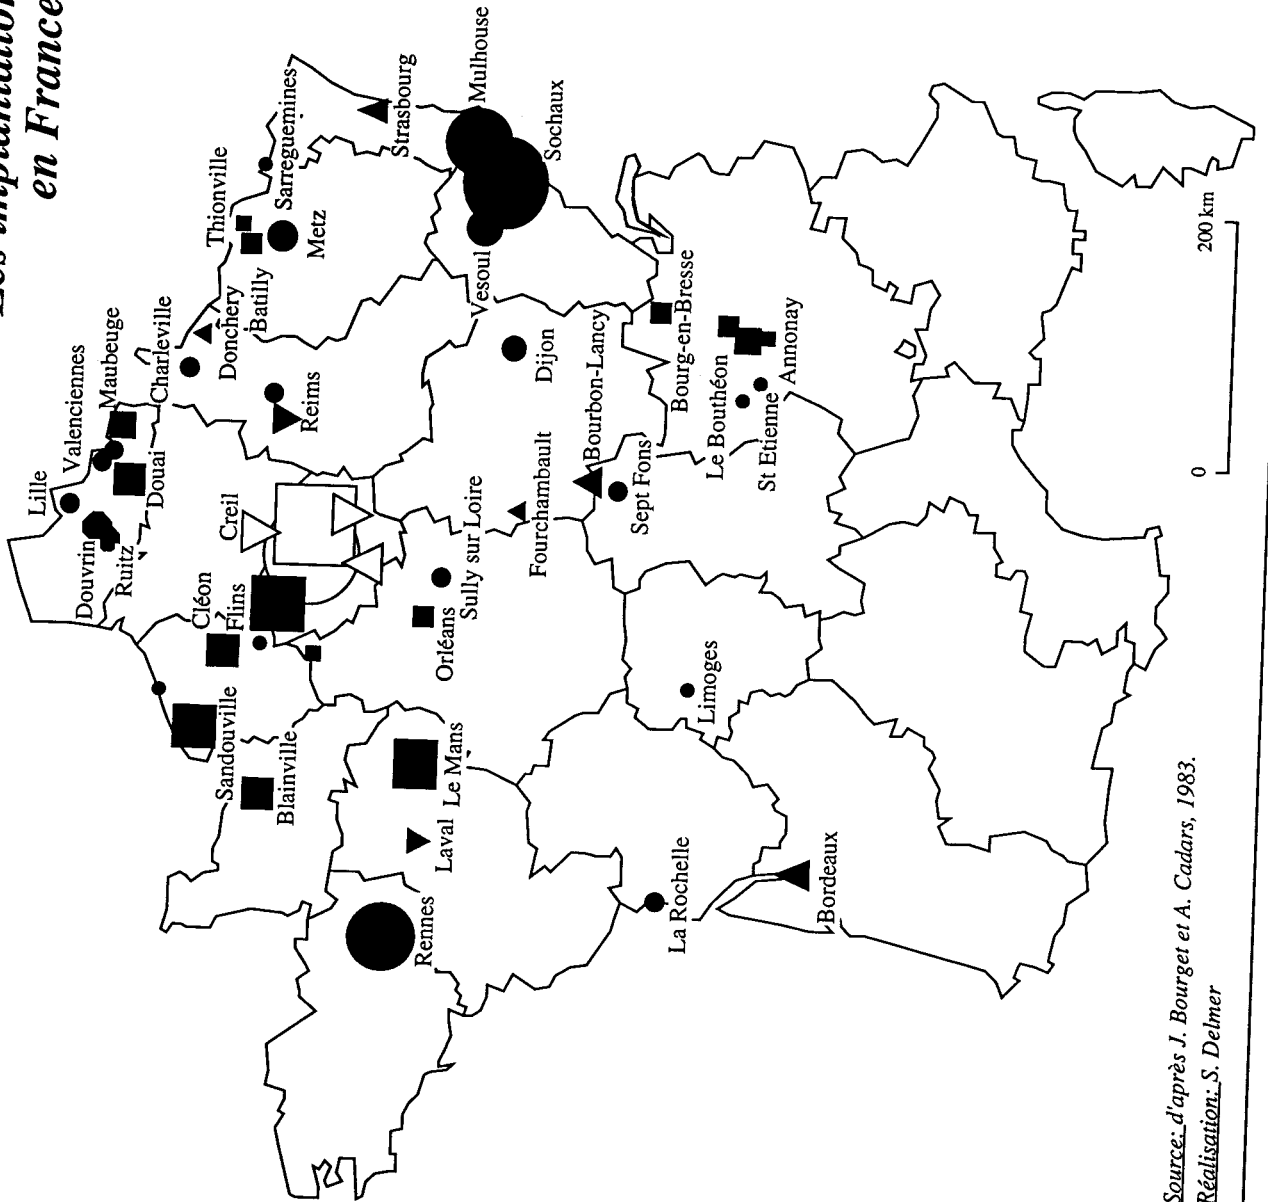 Les implantation
en France
Lille
Valenciennes
Maubeuge
Charleville
Thionville
Sarreguemines
Strasbourg
Mulhouse
Sochaux
Douvrin
Ruitz
Douai
Donchery
Batilly
Metz
Creil
Reims
Cléon
Flins
Sandouville
Blainville
Vesoul
Dijon
Rennes
Laval
Le Mans
Orléans
Sully sur Loire
Fourchambault
Bourbon-Lancy
Sept Fons
Bourg-en-Bresse
Le Bouthéon
St Etienne
Annonay
Limoges
La Rochelle
Bordeaux
0
200 km
Source: d'après J. Bourget et A. Cadars, 1983.
Réalisation: S. Delmer